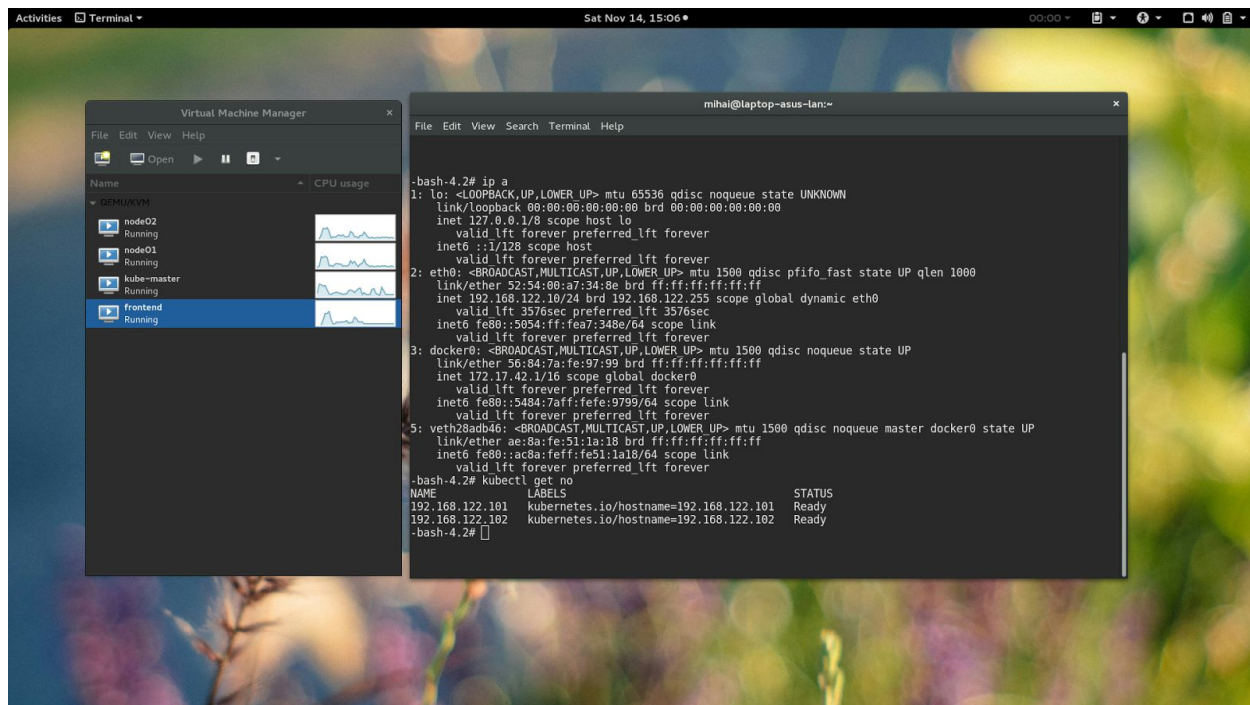 Activities Terminal Sat Nov 14, 15:06 00:00
Virtual Machine Manager
File Edit View Help
Open
Name CPU usage
QEMU/KVM
node02
Running
node01
Running
kube-master
Running
frontend
Running
mihai@laptop-asus-lan:~
File Edit View Search Terminal Help
-bash-4.2# ip a
1: lo: <LOOPBACK,UP,LOWER_UP> mtu 65536 qdisc noqueue state UNKNOWN
link/loopback 00:00:00:00:00:00 brd 00:00:00:00:00:00
inet 127.0.0.1/8 scope host lo
valid_lft forever preferred_lft forever
inet6 ::1/128 scope host
valid_lft forever preferred_lft forever
2: eth0: <BROADCAST,MULTICAST,UP,LOWER_UP> mtu 1500 qdisc pfifo_fast state UP qlen 1000
link/ether 52:54:00:a7:34:8e brd ff:ff:ff:ff:ff:ff
inet 192.168.122.10/24 brd 192.168.122.255 scope global dynamic eth0
valid_lft 3576sec preferred_lft 3576sec
inet6 fe80::5054:ff:fea7:348e/64 scope link
valid_lft forever preferred_lft forever
3: docker0: <BROADCAST,MULTICAST,UP,LOWER_UP> mtu 1500 qdisc noqueue state UP
link/ether 56:84:7a:fe:97:99 brd ff:ff:ff:ff:ff:ff
inet 172.17.42.1/16 scope global docker0
valid_lft forever preferred_lft forever
inet6 fe80::5484:7aff:fefe:9799/64 scope link
valid_lft forever preferred_lft forever
5: veth28adb46: <BROADCAST,MULTICAST,UP,LOWER_UP> mtu 1500 qdisc noqueue master docker0 state UP
link/ether ae:8a:fe:51:1a:18 brd ff:ff:ff:ff:ff:ff
inet6 fe80::ac8a:feff:fe51:1a18/64 scope link
valid_lft forever preferred_lft forever
-bash-4.2# kubectl get no
NAME LABELS STATUS
192.168.122.101 kubernetes.io/hostname=192.168.122.101 Ready
192.168.122.102 kubernetes.io/hostname=192.168.122.102 Ready
-bash-4.2#